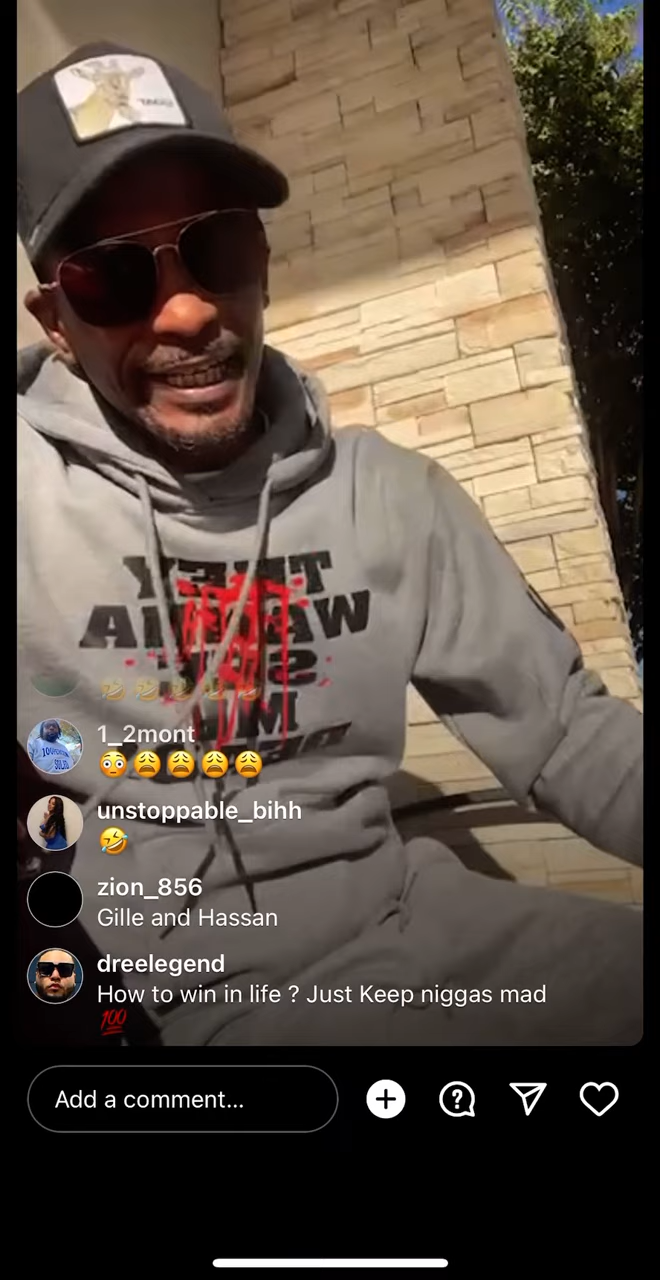 1_2mont
😳😩😩😩😩
unstoppable_bihh
🤣
zion_856
Gille and Hassan
dreelegend
How to win in life ? Just Keep niggas mad
💯
Add a comment...